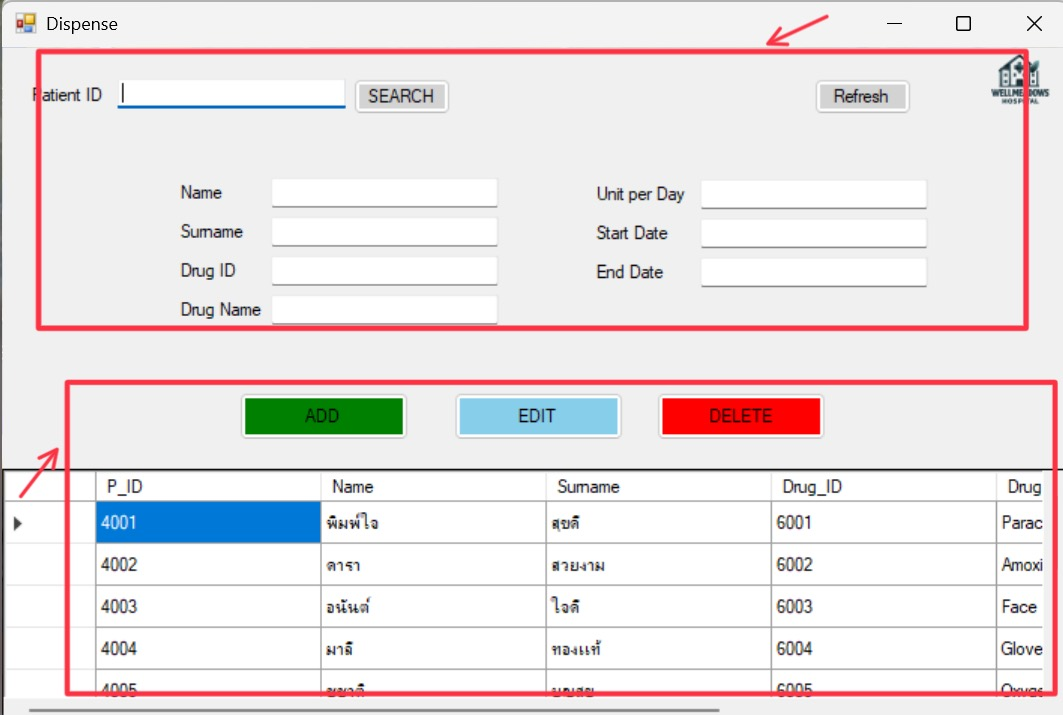 Dispense
Patient ID SEARCH Refresh
WELLMEADOWS
HOSPITAL
Name Unit per Day
Surname Start Date
Drug ID End Date
Drug Name
ADD EDIT DELETE
P_ID Name Surname Drug_ID Drug
4001 พิมพ์ใจ สุขดี 6001 Parac
4002 ดารา สวยงาม 6002 Amoxi
4003 อนันต์ ใจดี 6003 Face
4004 มาลี ทองแท้ 6004 Glove
4005 6005 Oxyge